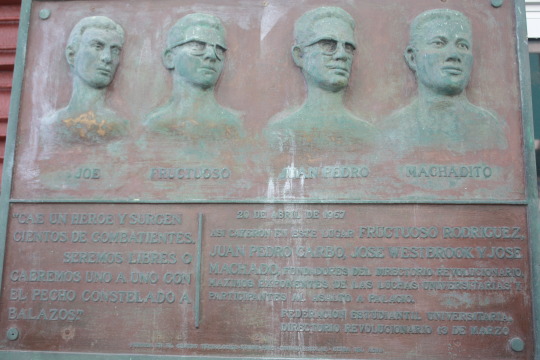 JOE
FRUCTUOSO
JUAN PEDRO
MACHADITO
"CAE UN HEROE Y SURGEN
CIENTOS DE COMBATIENTES.
SEREMOS LIBRES O
CAEREMOS UNO A UNO CON
EL PECHO CONSTELADO A
BALAZOS".
20 DE ABRIL DE 1957
ASI CAYERON EN ESTE LUGAR FRUCTUOSO RODRIGUEZ,
JUAN PEDRO CARBO, JOSE WESTBROOK Y JOSE
MACHADO, FUNDADORES DEL DIRECTORIO REVOLUCIONARIO,
MAXIMOS EXPONENTES DE LAS LUCHAS UNIVERSITARIAS Y
PARTICIPANTES AL ASALTO A PALACIO.
FEDERACION ESTUDIANTIL UNIVERSITARIA
DIRECTORIO REVOLUCIONARIO 13 DE MARZO